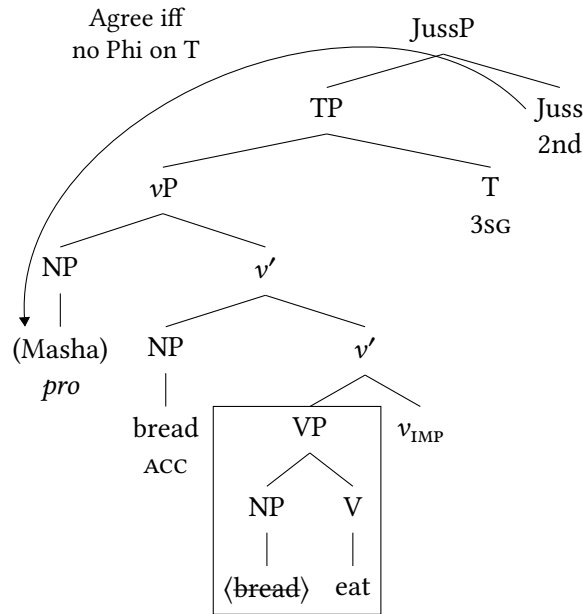 Agree iff
no Phi on T
JussP
TP Juss
2nd
vP T
3SG
NP v′
(Masha) NP v′
pro
bread VP vIMP
ACC
NP V
⟨bread⟩ eat